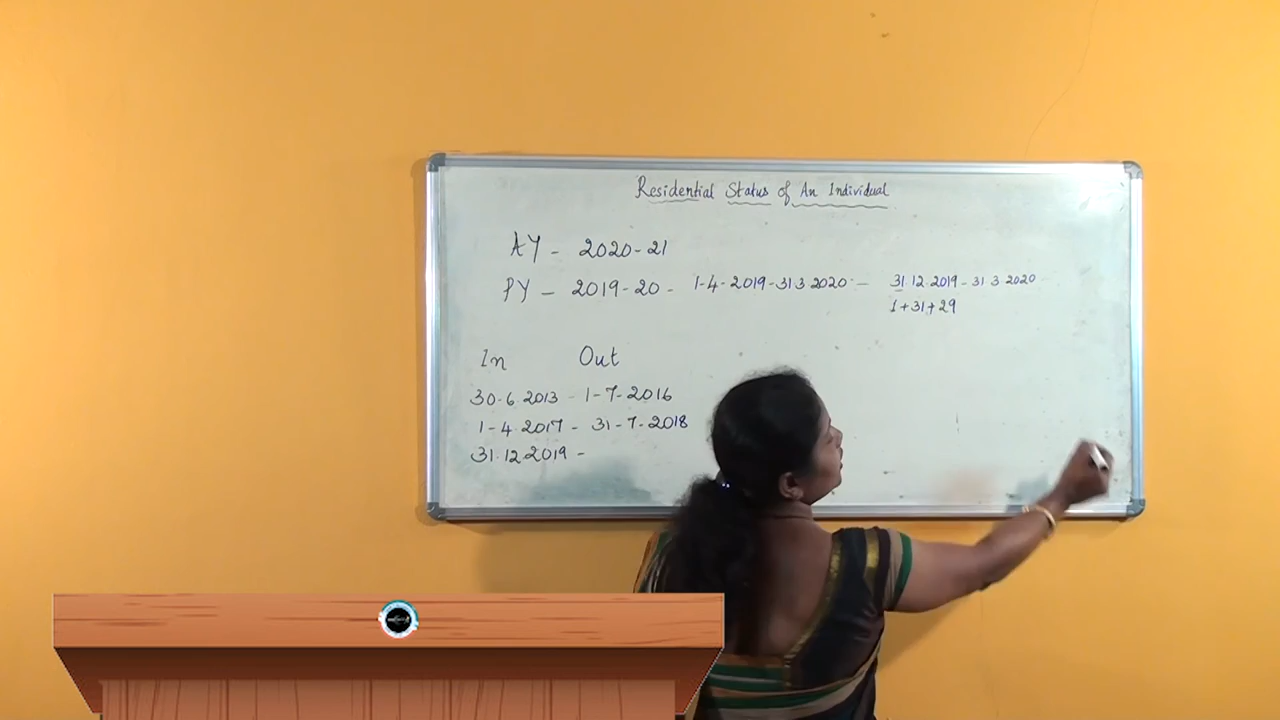 Residential Status of An Individual
AY - 2020-21
PY - 2019-20 - 1-4-2019-31.3.2020 - 31.12.2019-31.3.2020
1+31+29
In Out
30.6.2013 - 1-7-2016
1-4.2017 - 31-7-2018
31.12.2019 -